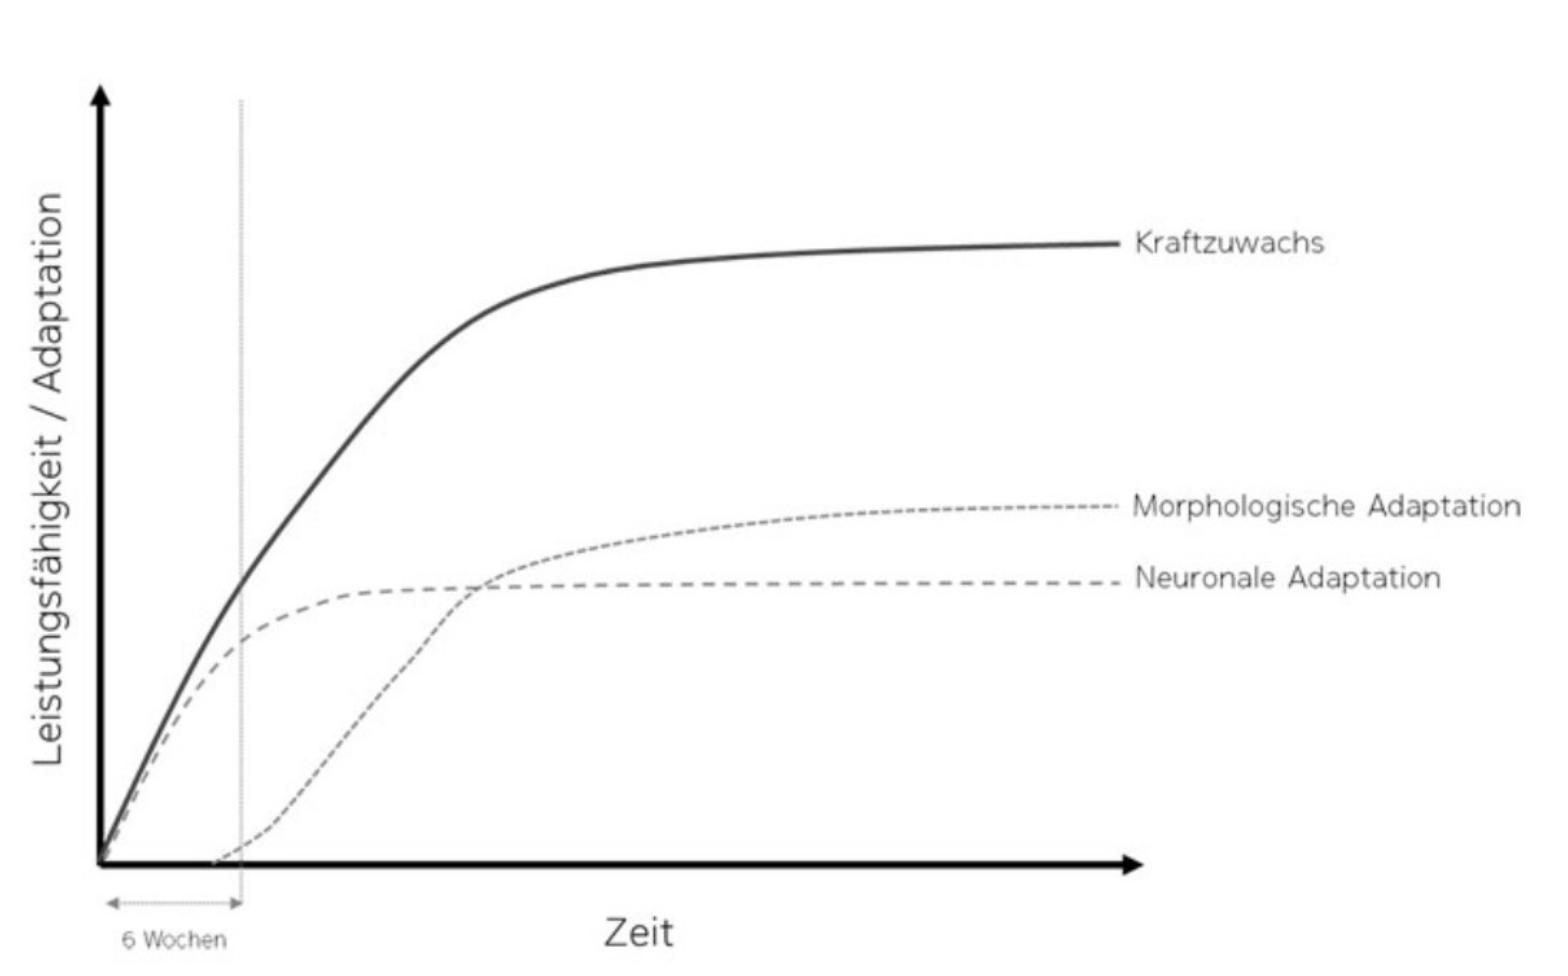 Leistungsfähigkeit / Adaptation
Kraftzuwachs
Morphologische Adaptation
Neuronale Adaptation
6 Wochen
Zeit